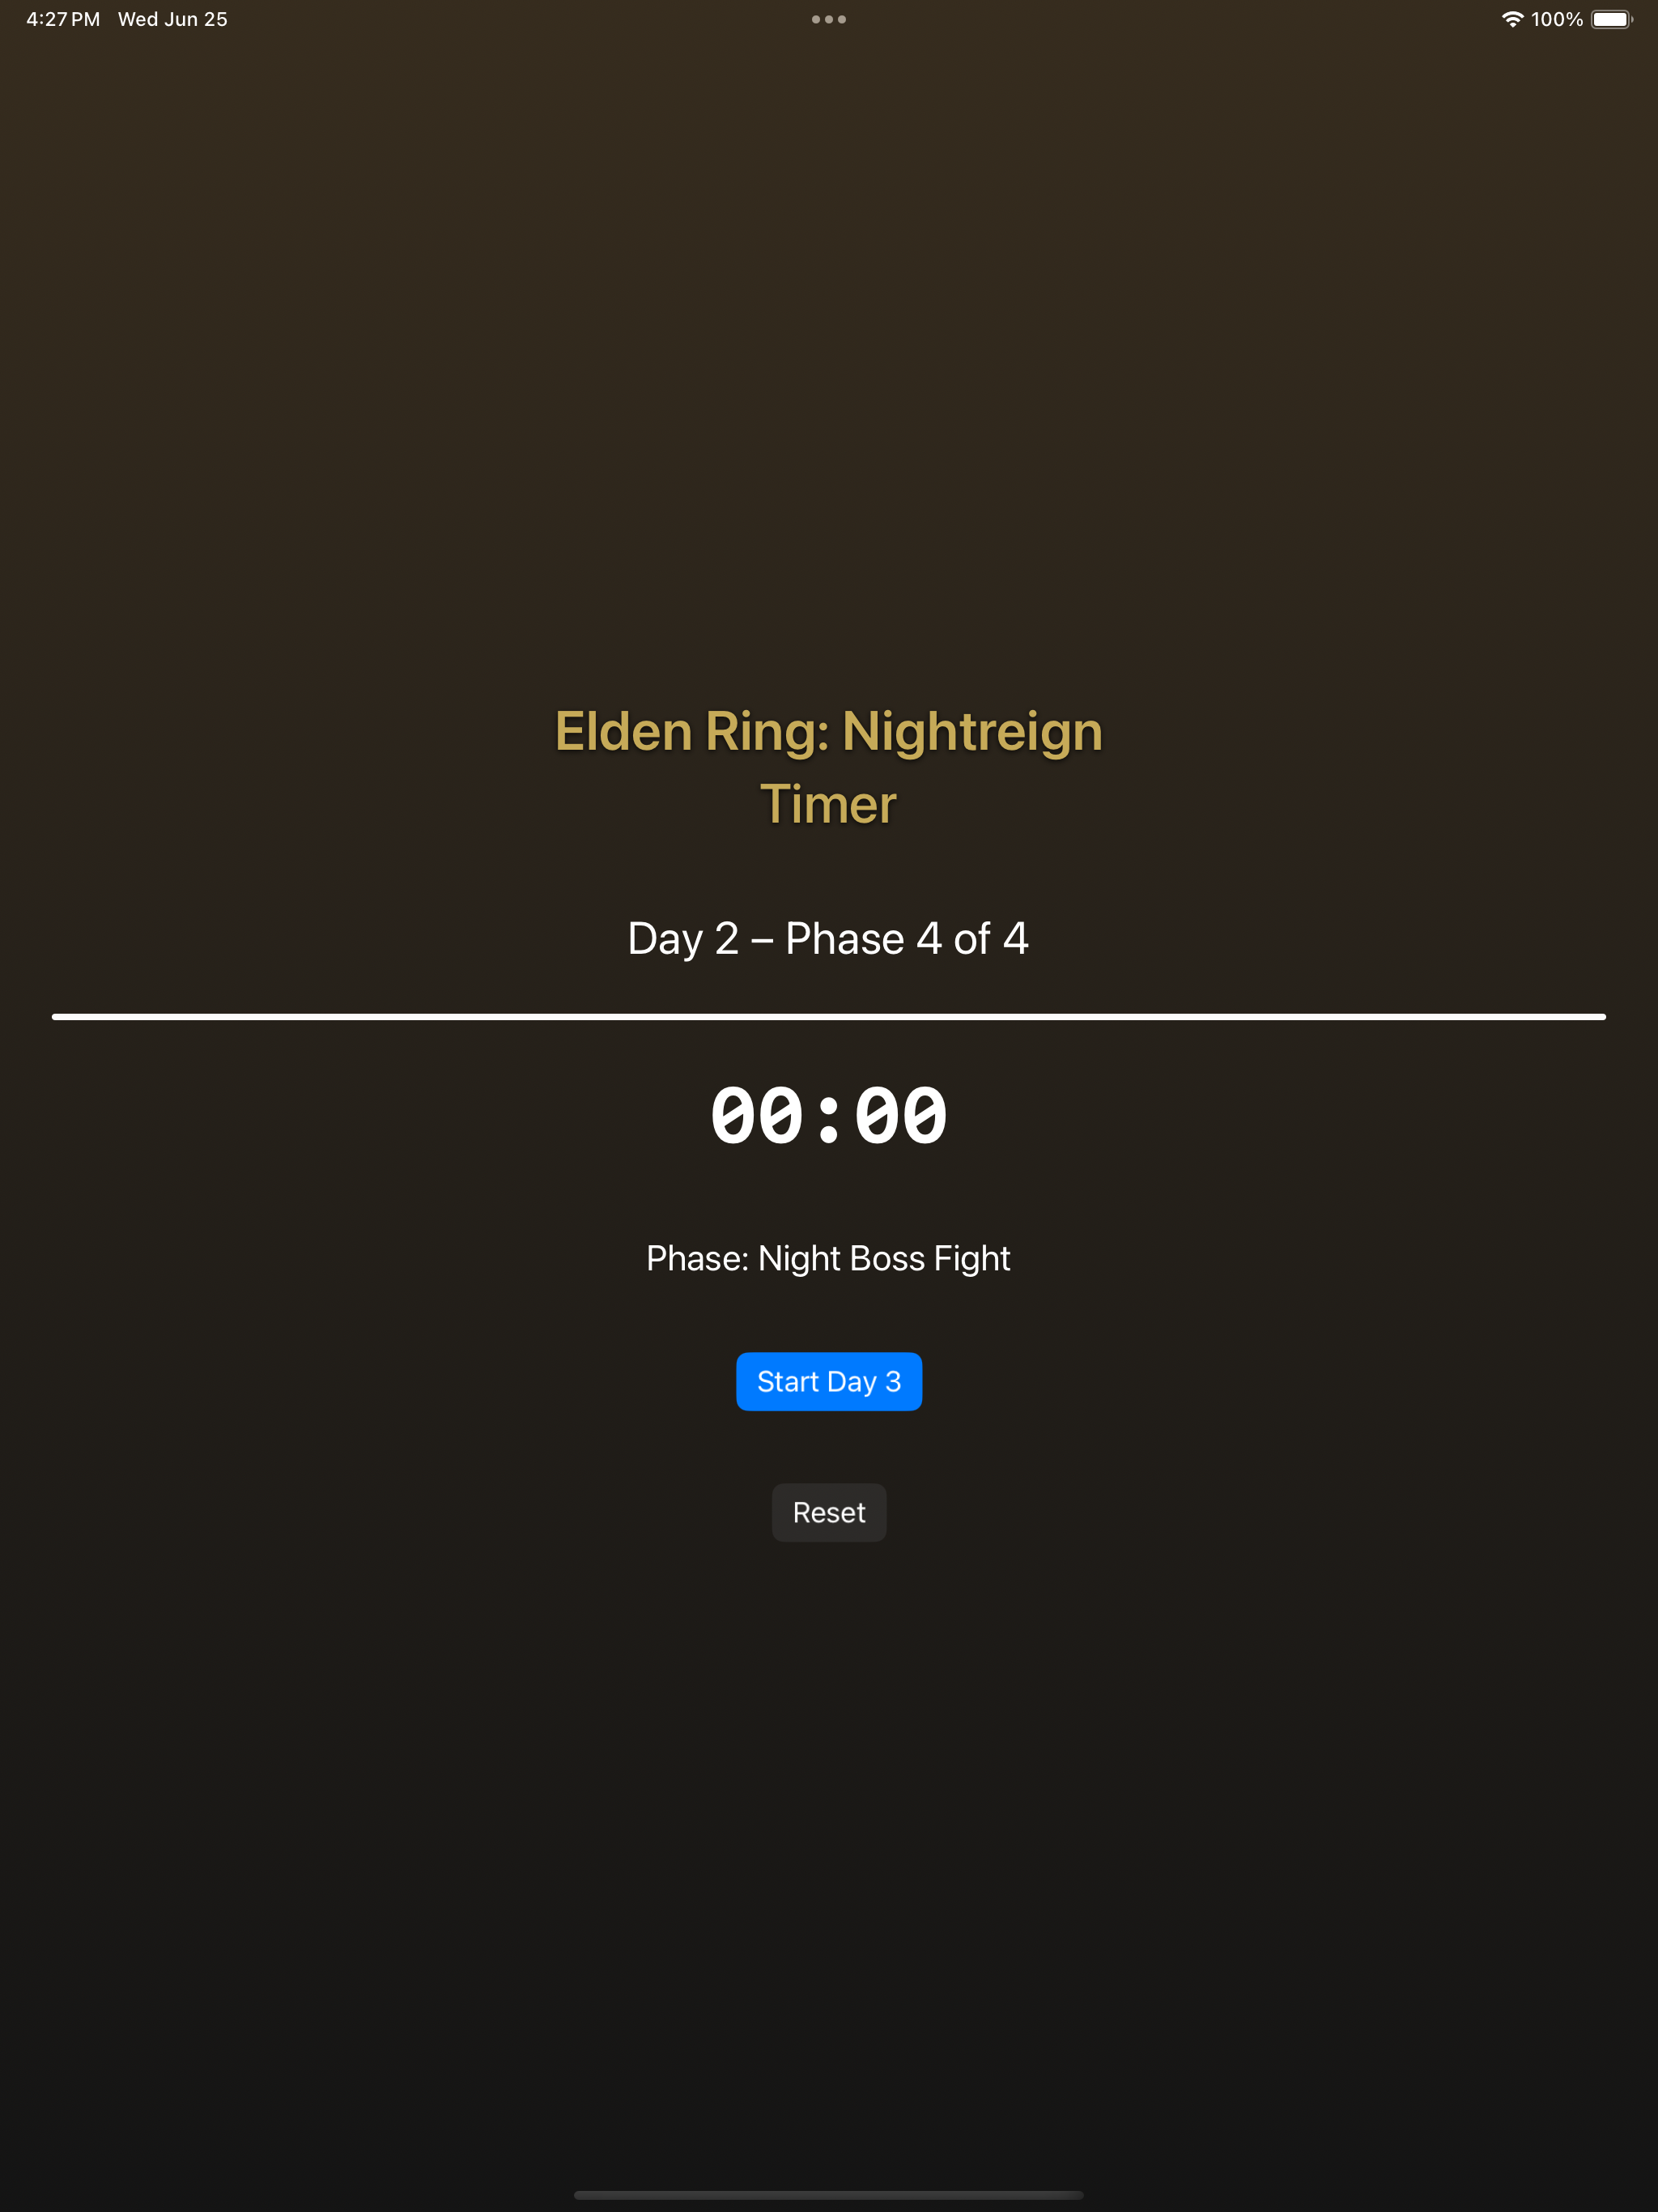 4:27 PM Wed Jun 25
100%
Elden Ring: Nightreign
Timer
Day 2 – Phase 4 of 4
00:00
Phase: Night Boss Fight
Start Day 3
Reset